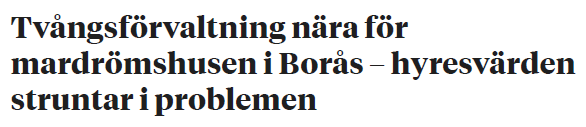 Tvångsförvaltning nära för
mardrömshusen i Borås – hyresvärden
struntar i problemen